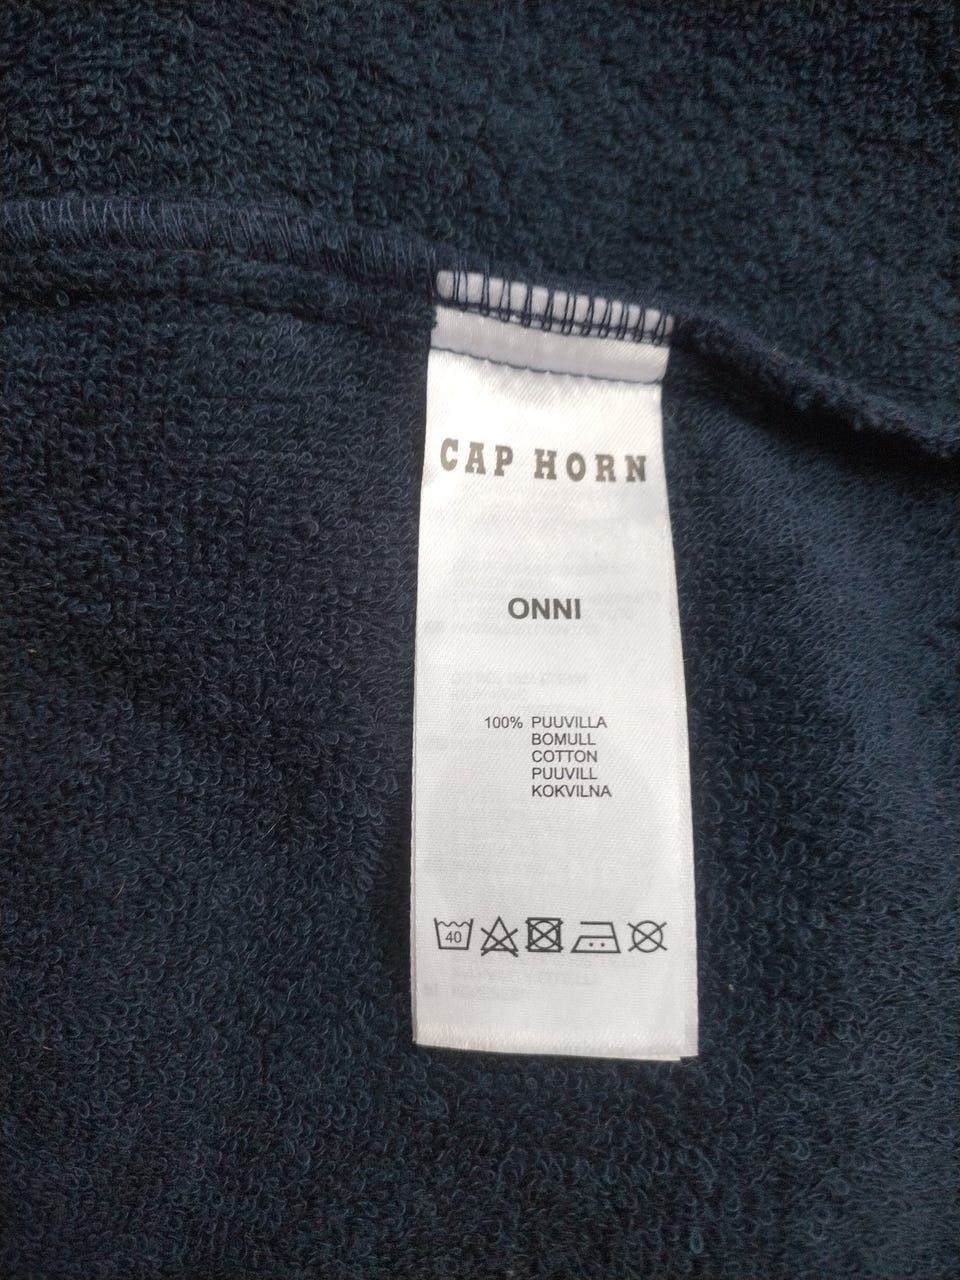 CAP HORN
ONNI
100% PUUVILLA
BOMULL
COTTON
PUUVILL
KOKVILNA
40